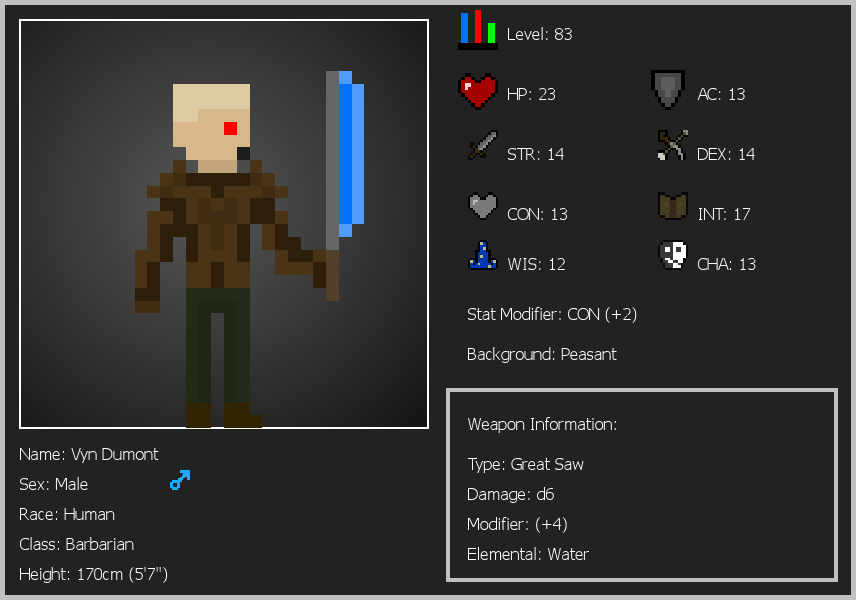 Level: 83
HP: 23
AC: 13
STR: 14
DEX: 14
CON: 13
INT: 17
WIS: 12
CHA: 13
Stat Modifier: CON (+2)
Background: Peasant
Weapon Information:
Type: Great Saw
Damage: d6
Modifier: (+4)
Elemental: Water
Name: Vyn Dumont
Sex: Male
Race: Human
Class: Barbarian
Height: 170cm (5'7")